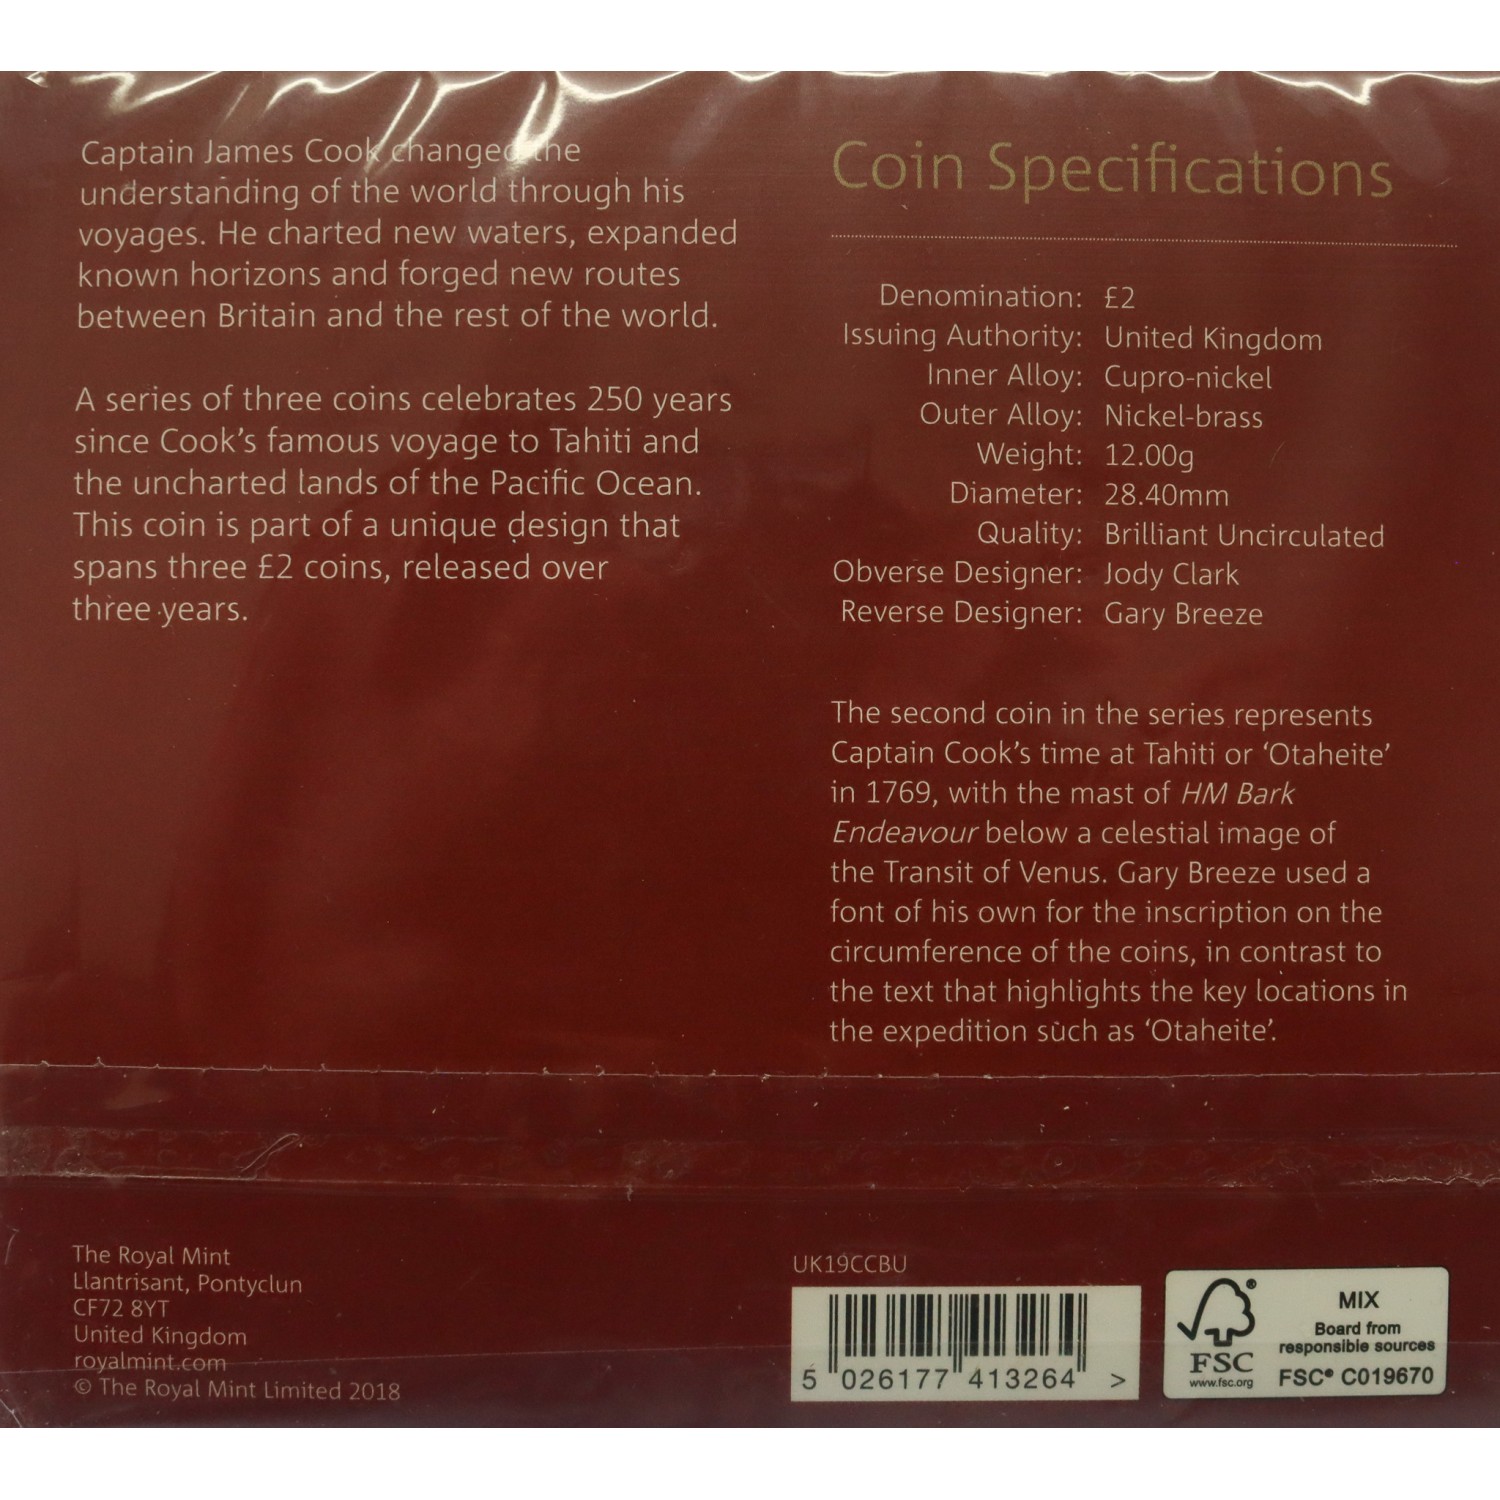 Captain James Cook changed the
understanding of the world through his
voyages. He charted new waters, expanded
known horizons and forged new routes
between Britain and the rest of the world.
A series of three coins celebrates 250 years
since Cook's famous voyage to Tahiti and
the uncharted lands of the Pacific Ocean.
This coin is part of a unique design that
spans three £2 coins, released over
three years.
Coin Specifications
Denomination: £2
Issuing Authority: United Kingdom
Inner Alloy: Cupro-nickel
Outer Alloy: Nickel-brass
Weight: 12.00g
Diameter: 28.40mm
Quality: Brilliant Uncirculated
Obverse Designer: Jody Clark
Reverse Designer: Gary Breeze
The second coin in the series represents
Captain Cook's time at Tahiti or 'Otaheite'
in 1769, with the mast of HM Bark
Endeavour below a celestial image of
the Transit of Venus. Gary Breeze used a
font of his own for the inscription on the
circumference of the coins, in contrast to
the text that highlights the key locations in
the expedition such as 'Otaheite'.
The Royal Mint
Llantrisant, Pontyclun
CF72 8YT
United Kingdom
royalmint.com
© The Royal Mint Limited 2018
UK19CCBU
5 026177 413264 >
FSC
www.fsc.org
MIX
Board from
responsible sources
FSC® C019670